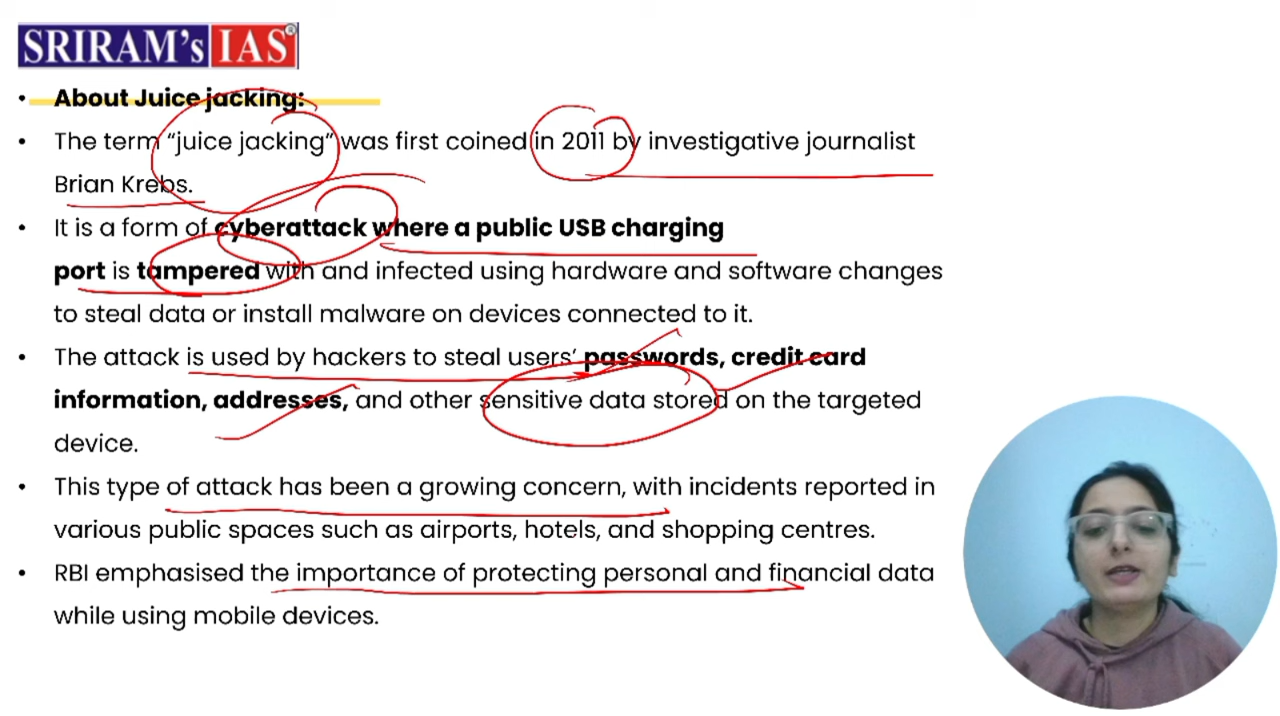 SRIRAM's IAS®
• About Juice jacking:
• The term “juice jacking” was first coined in 2011 by investigative journalist
Brian Krebs.
• It is a form of cyberattack where a public USB charging
port is tampered with and infected using hardware and software changes
to steal data or install malware on devices connected to it.
• The attack is used by hackers to steal users’ passwords, credit card
information, addresses, and other sensitive data stored on the targeted
device.
• This type of attack has been a growing concern, with incidents reported in
various public spaces such as airports, hotels, and shopping centres.
• RBI emphasised the importance of protecting personal and financial data
while using mobile devices.